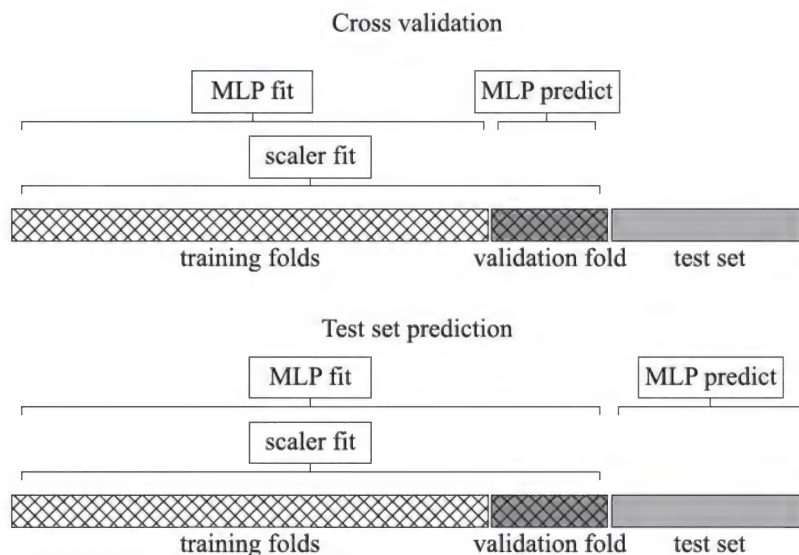 Cross validation
MLP fit MLP predict
scaler fit
training folds validation fold test set
Test set prediction
MLP fit MLP predict
scaler fit
training folds validation fold test set